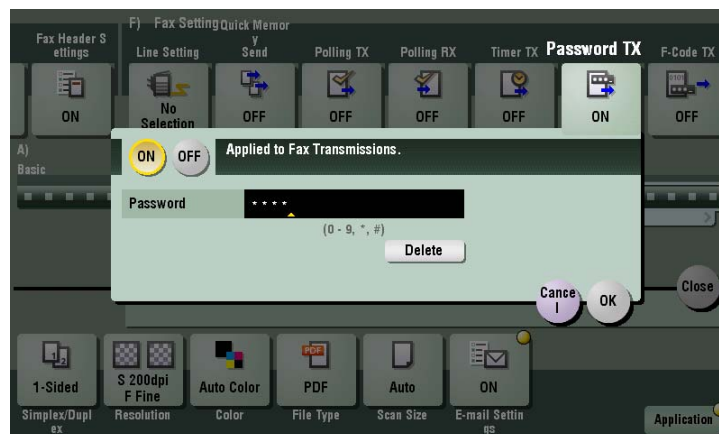 F) Fax Setting
Fax Header S
ettings
Line Setting
Quick Memor
y
Send
Polling TX
Polling RX
Timer TX
Password TX
F-Code TX
ON
No
Selection
OFF
OFF
OFF
OFF
ON
OFF
A)
Basic
ON
OFF
Applied to Fax Transmissions.
Password
* * * *
(0 - 9, *, #)
Delete
Cance
l
OK
Close
1-Sided
S 200dpi
F Fine
Auto Color
PDF
PDF
Auto
ON
Simplex/Dupl
ex
Resolution
Color
File Type
Scan Size
E-mail Settin
gs
Application